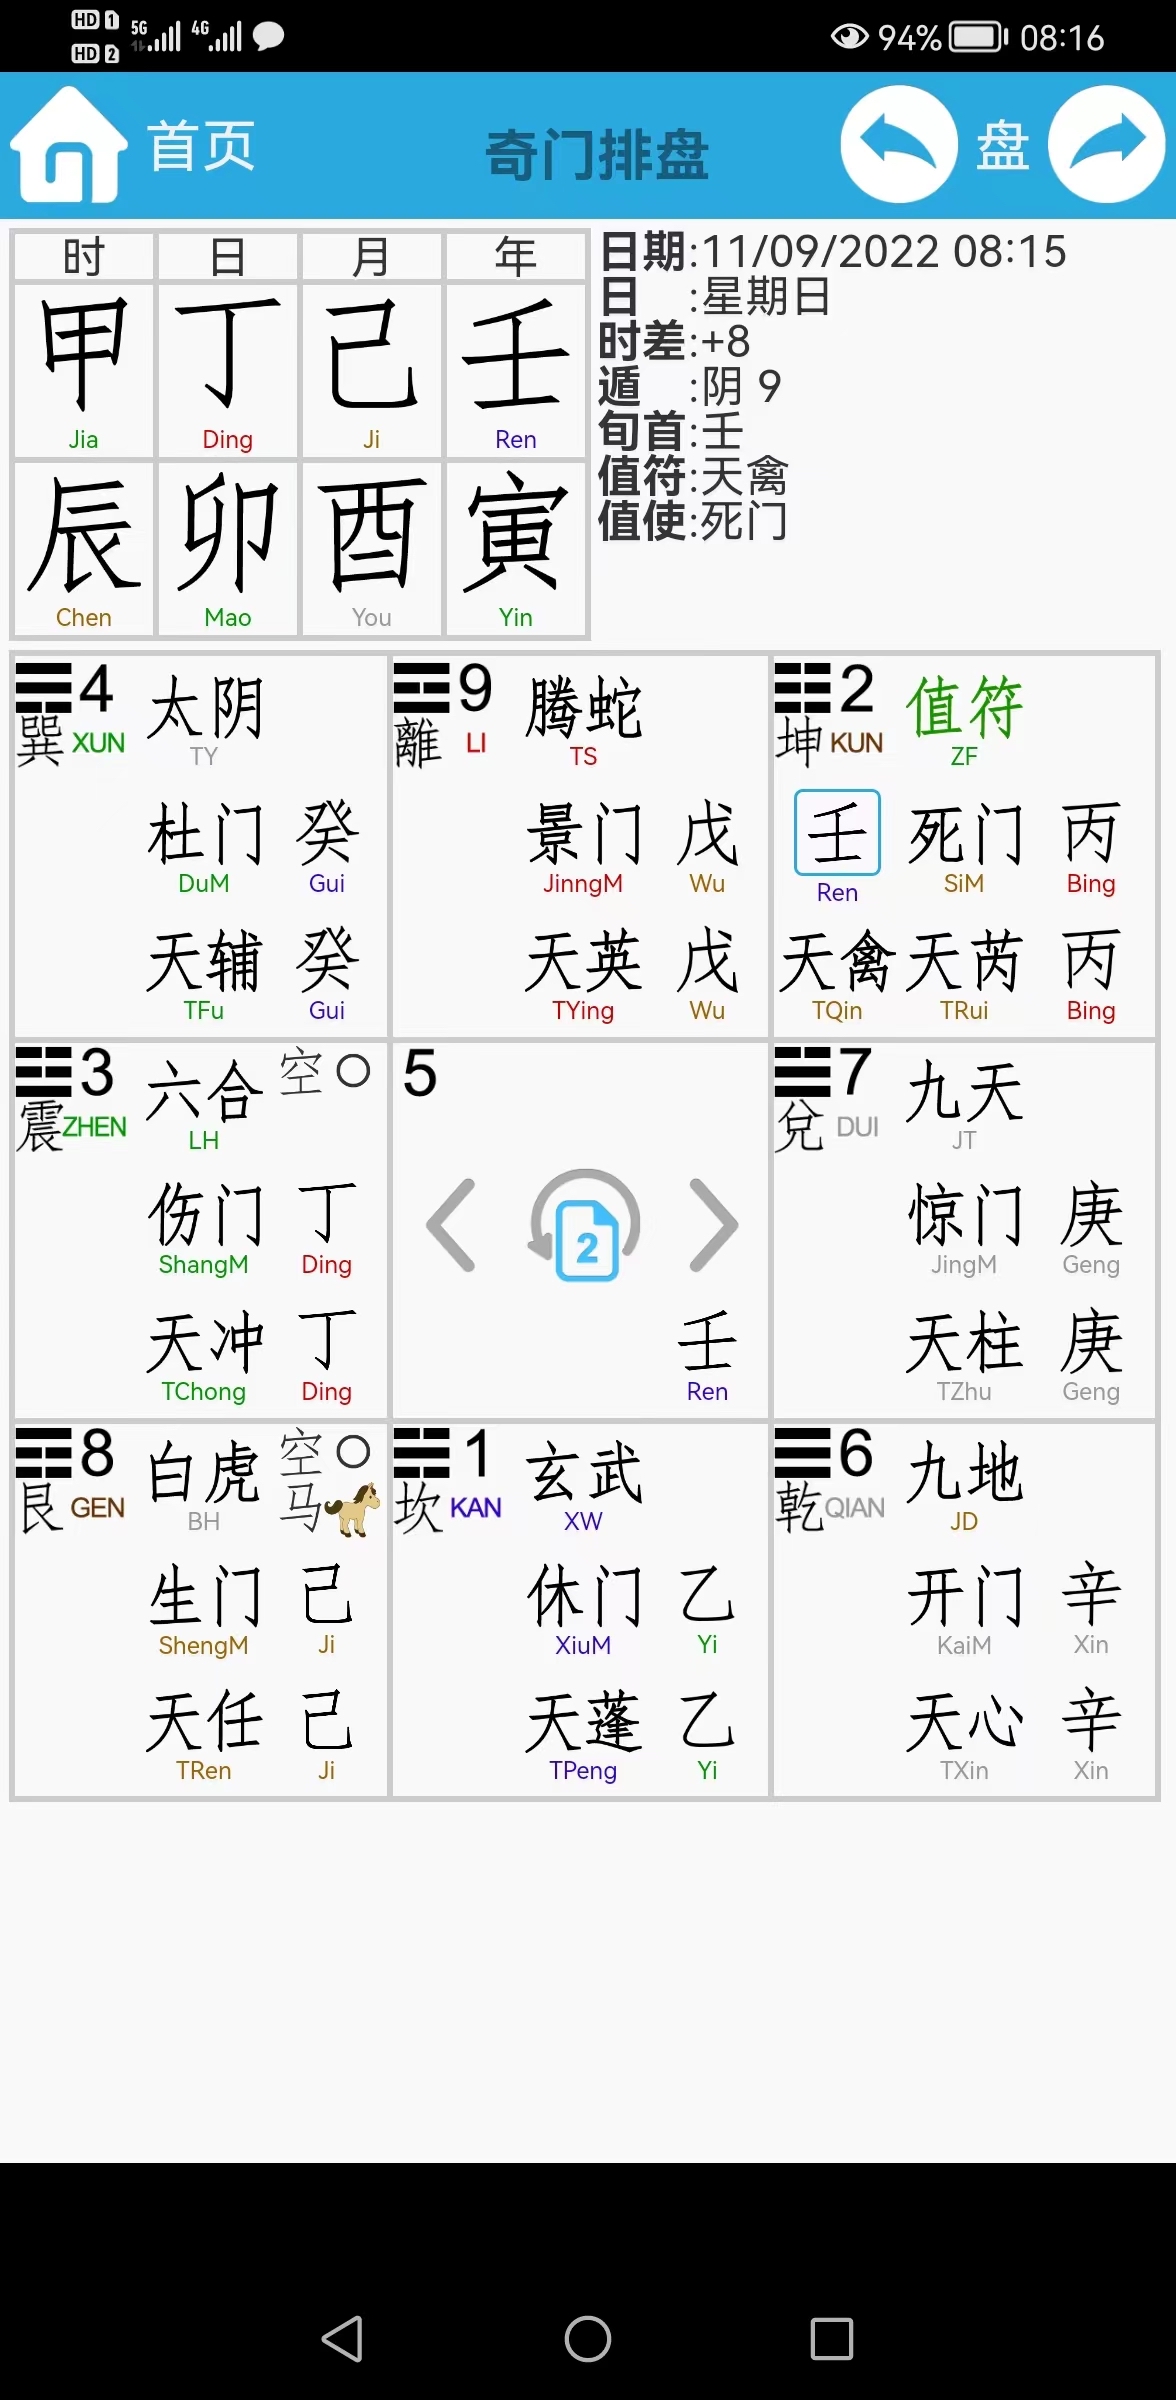 HD 1 5G 4G 94% 08:16
HD 2
首页 奇门排盘 盘
时 日 月 年
甲 丁 己 壬
Jia Ding Ji Ren
辰 卯 酉 寅
Chen Mao You Yin
日期:11/09/2022 08:15
日 :星期日
时差:+8
遁 :阴 9
旬首:壬
值符:天禽
值使:死门
4 太阴
巽 XUN TY
杜门 癸
DuM Gui
天辅 癸
TFu Gui
9 腾蛇
離 LI TS
景门 戊
JinngM Wu
天英 戊
TYing Wu
2 值符
坤 KUN ZF
壬 死门 丙
Ren SiM Bing
天禽 天芮 丙
TQin TRui Bing
3 六合 空
震 ZHEN LH
伤门 丁
ShangM Ding
天冲 丁
TChong Ding
5
2
壬
Ren
7 九天
兌 DUI JT
惊门 庚
JingM Geng
天柱 庚
TZhu Geng
8 白虎 空
艮 GEN BH 马
生门 己
ShengM Ji
天任 己
TRen Ji
1 玄武
坎 KAN XW
休门 乙
XiuM Yi
天蓬 乙
TPeng Yi
6 九地
乾 QIAN JD
开门 辛
KaiM Xin
天心 辛
TXin Xin